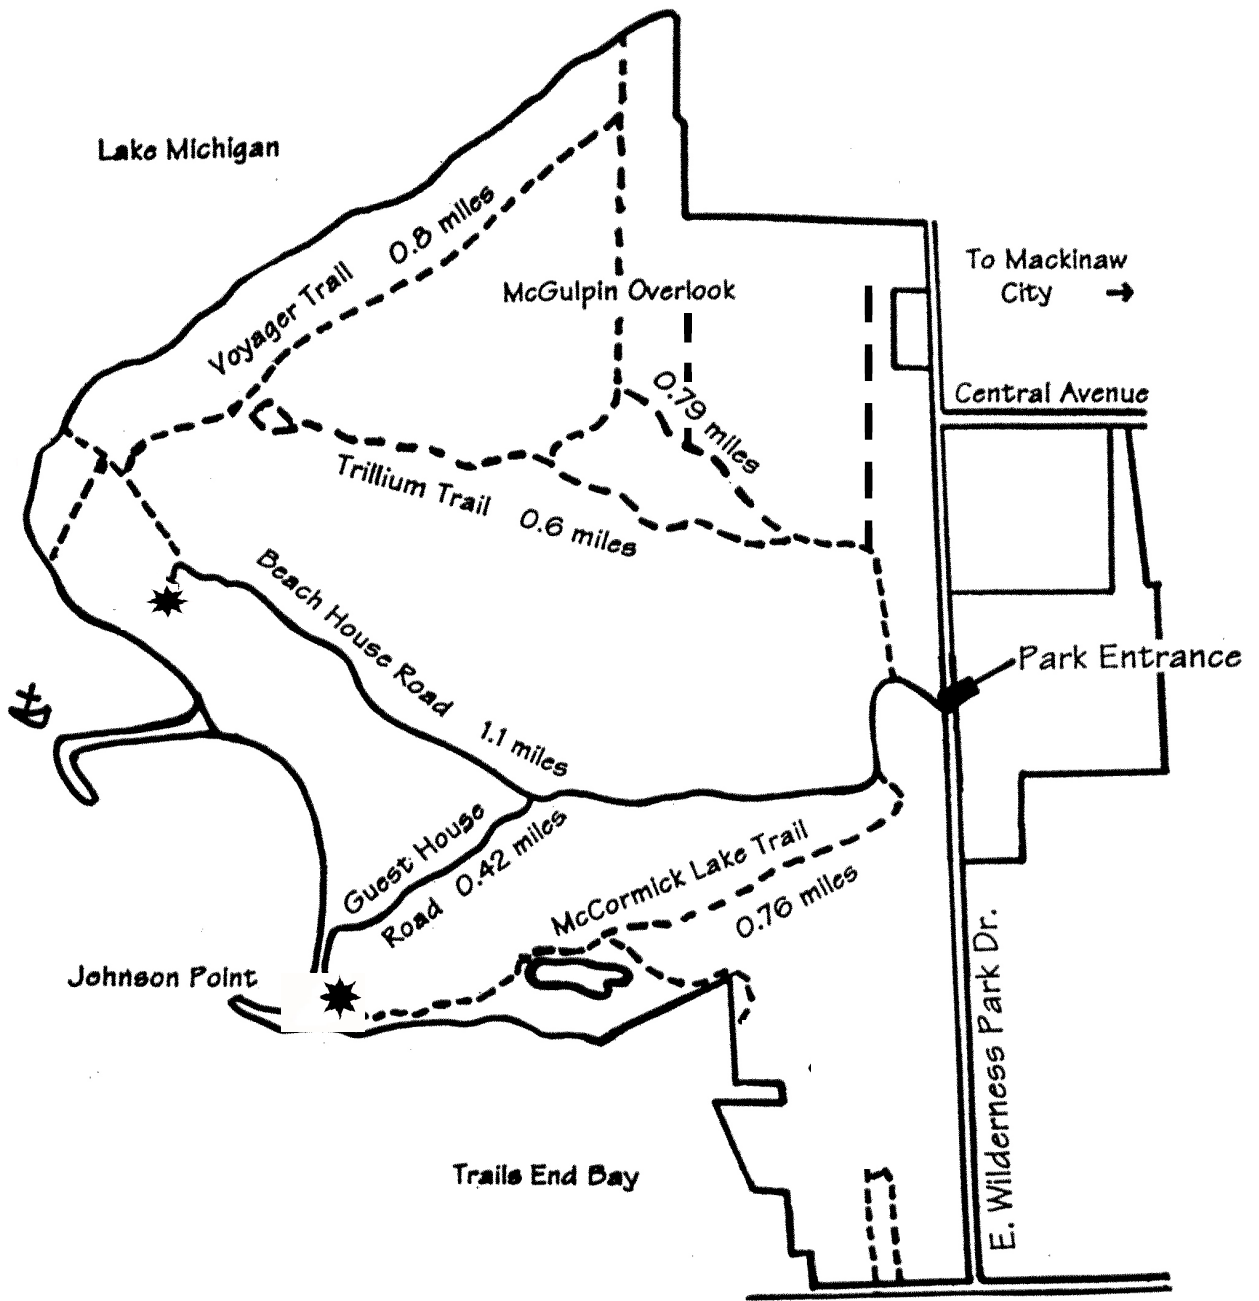 Lake Michigan
Voyager Trail 0.8 miles
McGulpin Overlook
To Mackinaw
City →
Central Avenue
0.79 miles
Trillium Trail 0.6 miles
Beach House Road 1.1 miles
Park Entrance
Guest House
Road 0.42 miles
McCormick Lake Trail
0.76 miles
Johnson Point
E. Wilderness Park Dr.
Trails End Bay